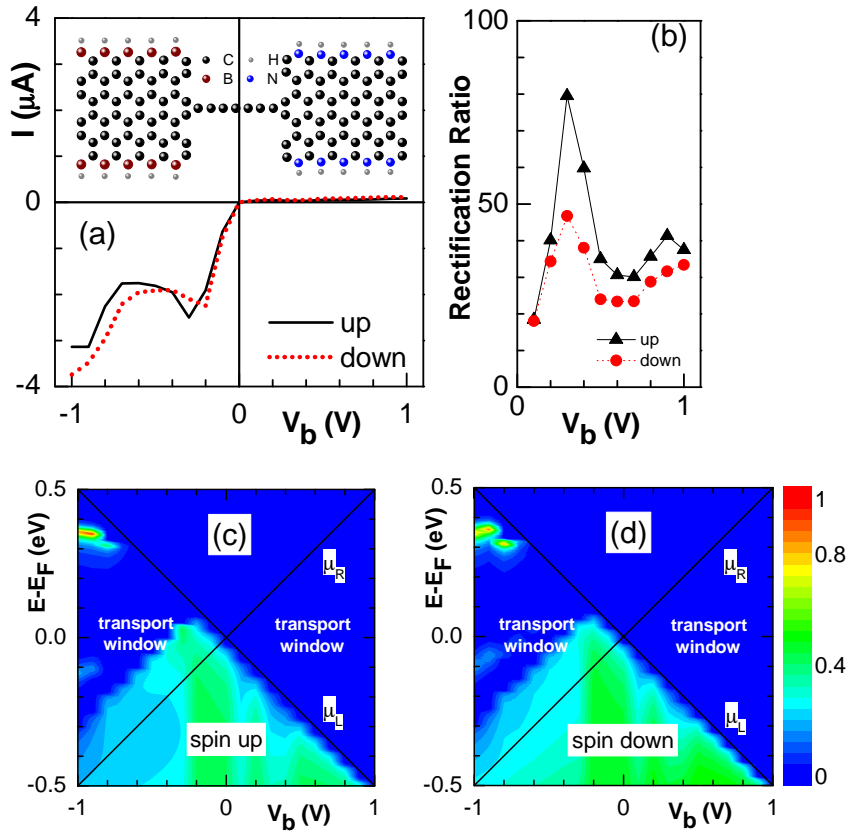 4
I (μA)
0
-4
C H
B N
(a)
up
down
-1 0 1
V_b (V)
(b)
Rectification Ratio
100
80
50
0
up
down
0 1
V_b (V)
E-E_F (eV)
0.5
0.0
-0.5
(c)
μ_R
transport
window
transport
window
μ_L
spin up
-1 0 1
V_b (V)
E-E_F (eV)
0.5
0.0
-0.5
(d)
μ_R
transport
window
transport
window
μ_L
spin down
-1 0 1
V_b (V)
1
0.8
0.4
0